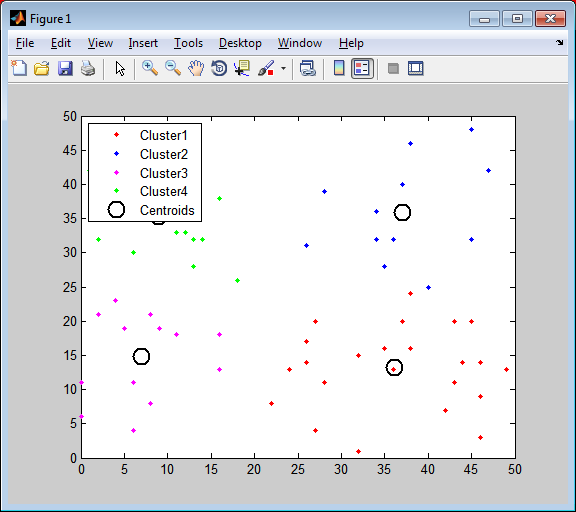 Figure 1
File Edit View Insert Tools Desktop Window Help
50
45
40
35
30
25
20
15
10
5
0
Cluster1
Cluster2
Cluster3
Cluster4
Centroids
0 5 10 15 20 25 30 35 40 45 50